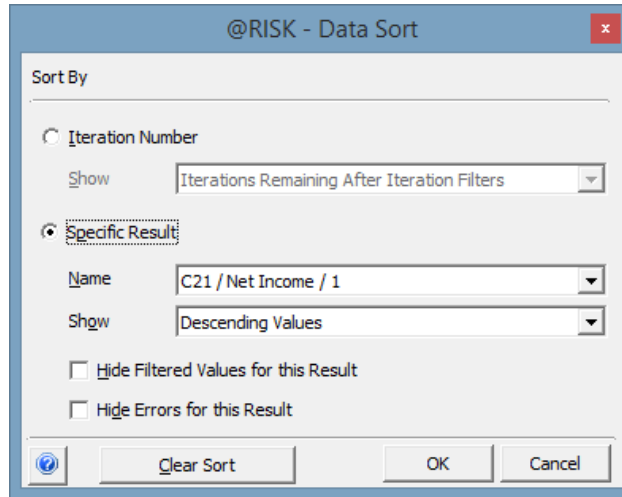 @RISK - Data Sort
x
Sort By
Iteration Number
Show Iterations Remaining After Iteration Filters
Specific Result
Name C21 / Net Income / 1
Show Descending Values
Hide Filtered Values for this Result
Hide Errors for this Result
? Clear Sort OK Cancel